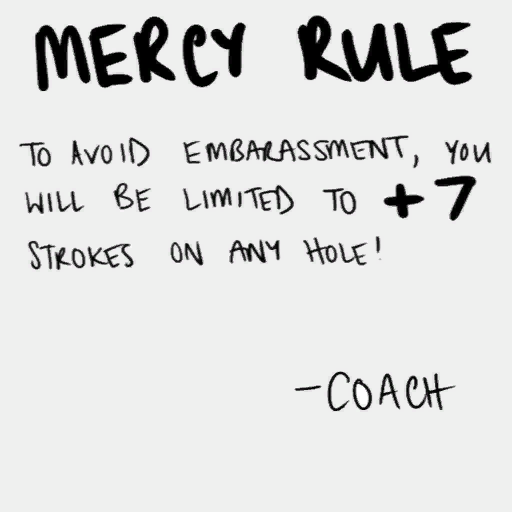 MERCY RULE
TO AVOID EMBARASSMENT, YOU
WILL BE LIMITED TO +7
STROKES ON ANY HOLE!
-COACH